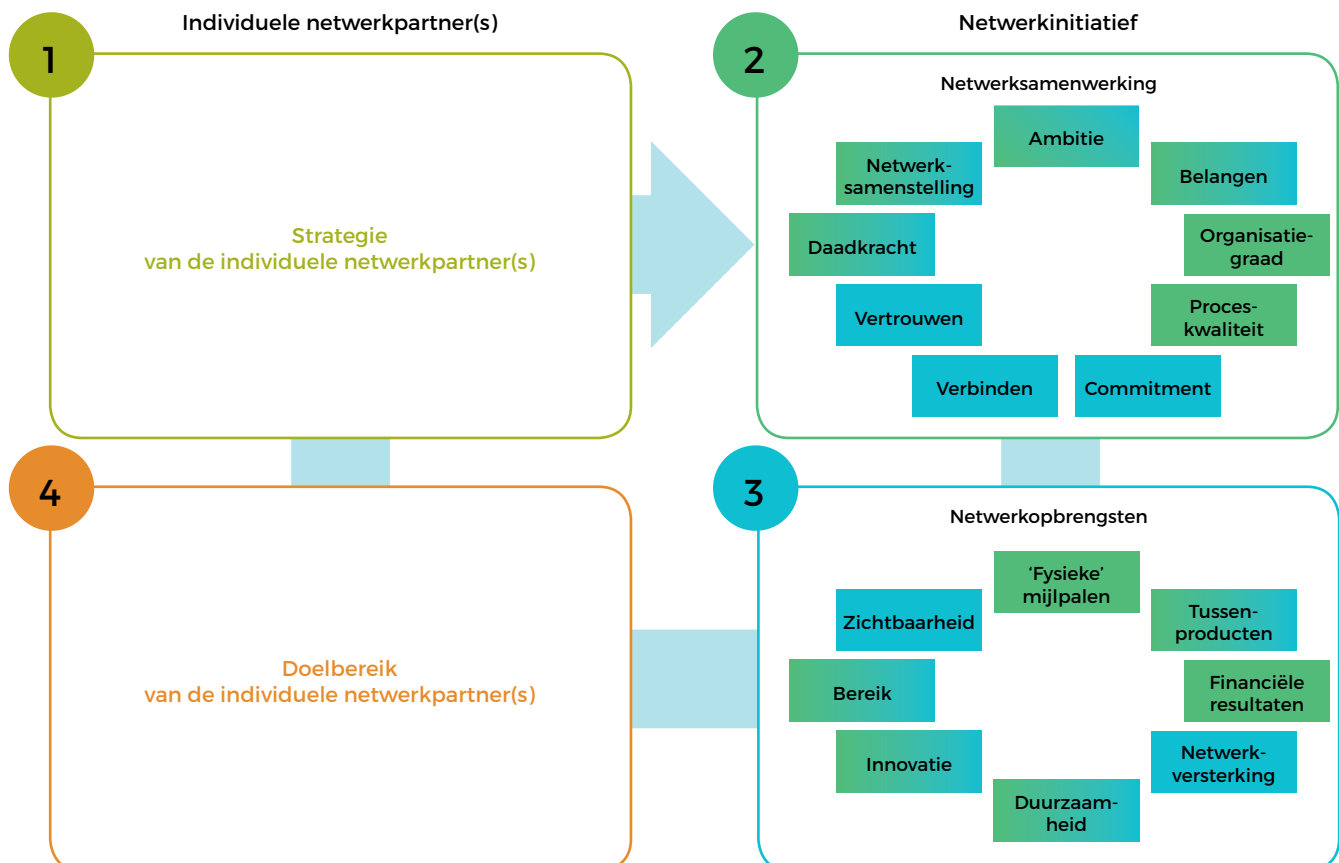 Individuele netwerkpartner(s)
Netwerkinitiatief
1
Strategie
van de individuele netwerkpartner(s)
2
Netwerksamenwerking
Ambitie
Belangen
Organisatie-
graad
Proces-
kwaliteit
Commitment
Verbinden
Vertrouwen
Daadkracht
Netwerk-
samenstelling
3
Netwerkopbrengsten
‘Fysieke’
mijlpalen
Tussen-
producten
Financiële
resultaten
Netwerk-
versterking
Duurzaam-
heid
Innovatie
Bereik
Zichtbaarheid
4
Doelbereik
van de individuele netwerkpartner(s)